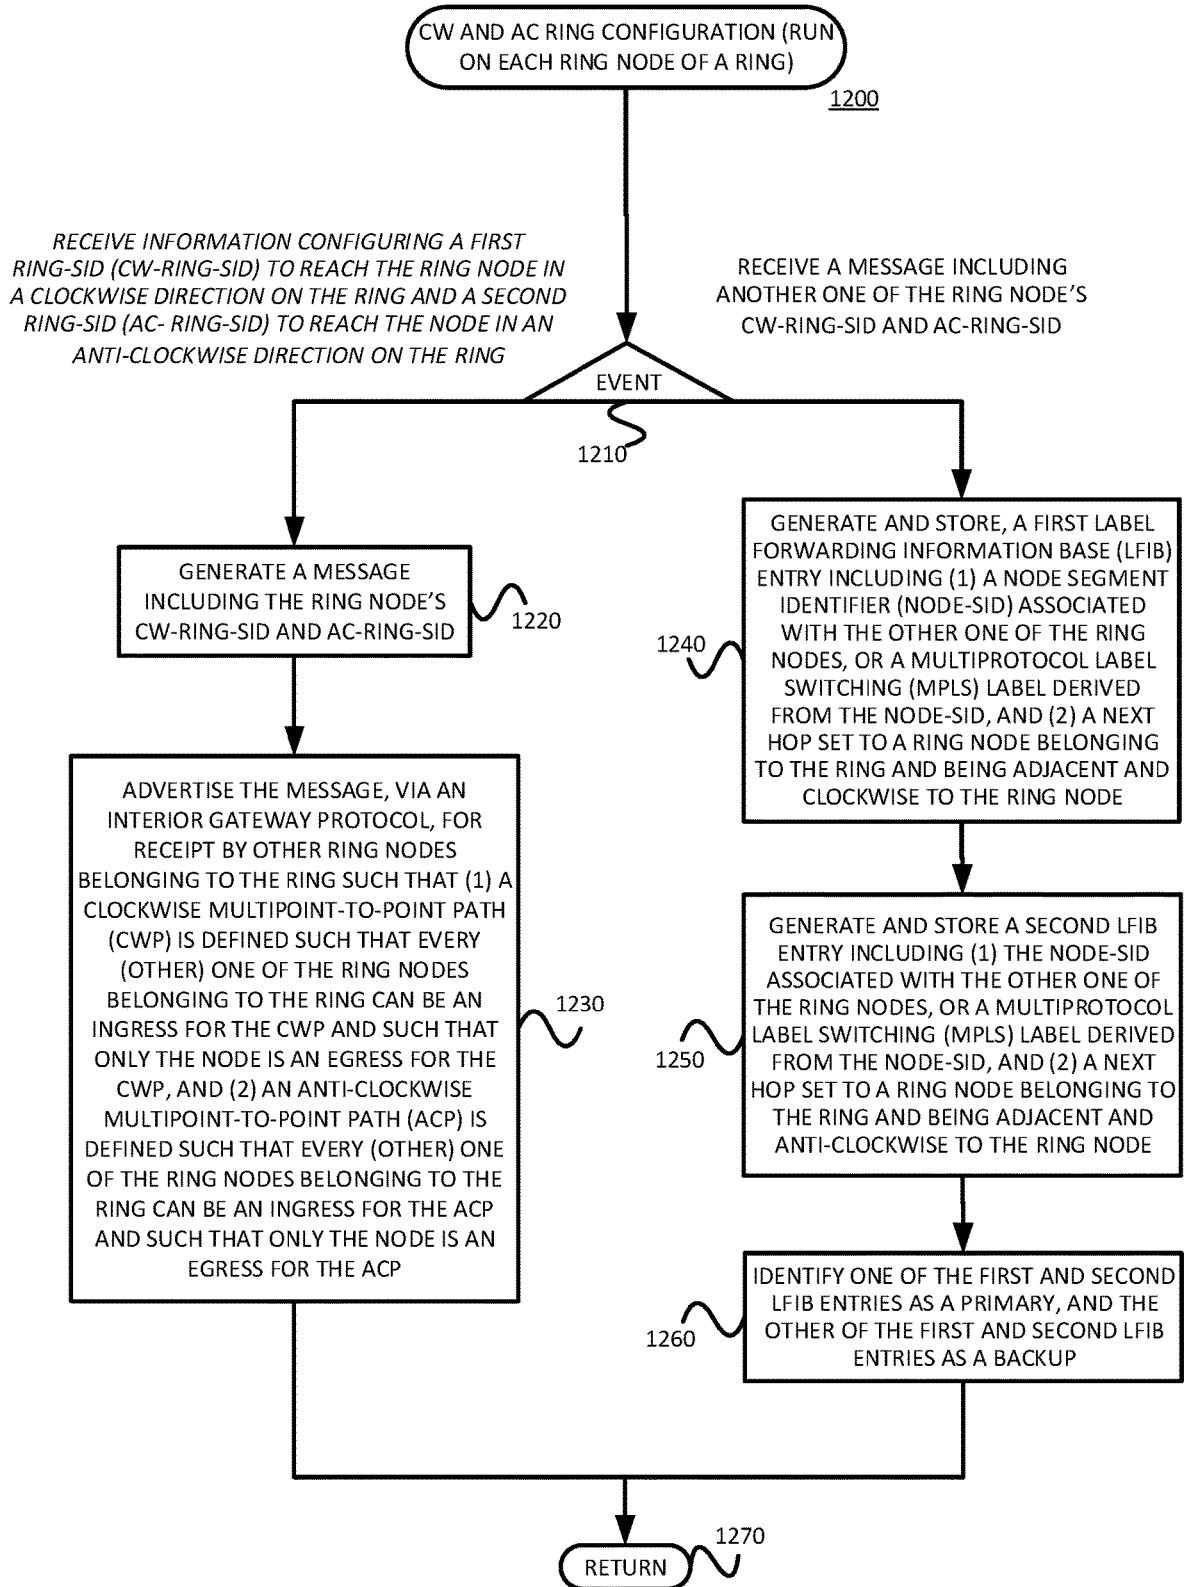 CW AND AC RING CONFIGURATION (RUN
ON EACH RING NODE OF A RING)
1200
RECEIVE INFORMATION CONFIGURING A FIRST
RING-SID (CW-RING-SID) TO REACH THE RING NODE IN
A CLOCKWISE DIRECTION ON THE RING AND A SECOND
RING-SID (AC- RING-SID) TO REACH THE NODE IN AN
ANTI-CLOCKWISE DIRECTION ON THE RING
RECEIVE A MESSAGE INCLUDING
ANOTHER ONE OF THE RING NODE'S
CW-RING-SID AND AC-RING-SID
EVENT
1210
GENERATE A MESSAGE
INCLUDING THE RING NODE'S
CW-RING-SID AND AC-RING-SID
1220
ADVERTISE THE MESSAGE, VIA AN
INTERIOR GATEWAY PROTOCOL, FOR
RECEIPT BY OTHER RING NODES
BELONGING TO THE RING SUCH THAT (1) A
CLOCKWISE MULTIPOINT-TO-POINT PATH
(CWP) IS DEFINED SUCH THAT EVERY
(OTHER) ONE OF THE RING NODES
BELONGING TO THE RING CAN BE AN
INGRESS FOR THE CWP AND SUCH THAT
ONLY THE NODE IS AN EGRESS FOR THE
CWP, AND (2) AN ANTI-CLOCKWISE
MULTIPOINT-TO-POINT PATH (ACP) IS
DEFINED SUCH THAT EVERY (OTHER) ONE
OF THE RING NODES BELONGING TO THE
RING CAN BE AN INGRESS FOR THE ACP
AND SUCH THAT ONLY THE NODE IS AN
EGRESS FOR THE ACP
1230
GENERATE AND STORE, A FIRST LABEL
FORWARDING INFORMATION BASE (LFIB)
ENTRY INCLUDING (1) A NODE SEGMENT
IDENTIFIER (NODE-SID) ASSOCIATED
WITH THE OTHER ONE OF THE RING
NODES, OR A MULTIPROTOCOL LABEL
SWITCHING (MPLS) LABEL DERIVED
FROM THE NODE-SID, AND (2) A NEXT
HOP SET TO A RING NODE BELONGING
TO THE RING AND BEING ADJACENT AND
CLOCKWISE TO THE RING NODE
1240
GENERATE AND STORE A SECOND LFIB
ENTRY INCLUDING (1) THE NODE-SID
ASSOCIATED WITH THE OTHER ONE OF
THE RING NODES, OR A MULTIPROTOCOL
LABEL SWITCHING (MPLS) LABEL DERIVED
FROM THE NODE-SID, AND (2) A NEXT
HOP SET TO A RING NODE BELONGING TO
THE RING AND BEING ADJACENT AND
ANTI-CLOCKWISE TO THE RING NODE
1250
IDENTIFY ONE OF THE FIRST AND SECOND
LFIB ENTRIES AS A PRIMARY, AND THE
OTHER OF THE FIRST AND SECOND LFIB
ENTRIES AS A BACKUP
1260
RETURN
1270